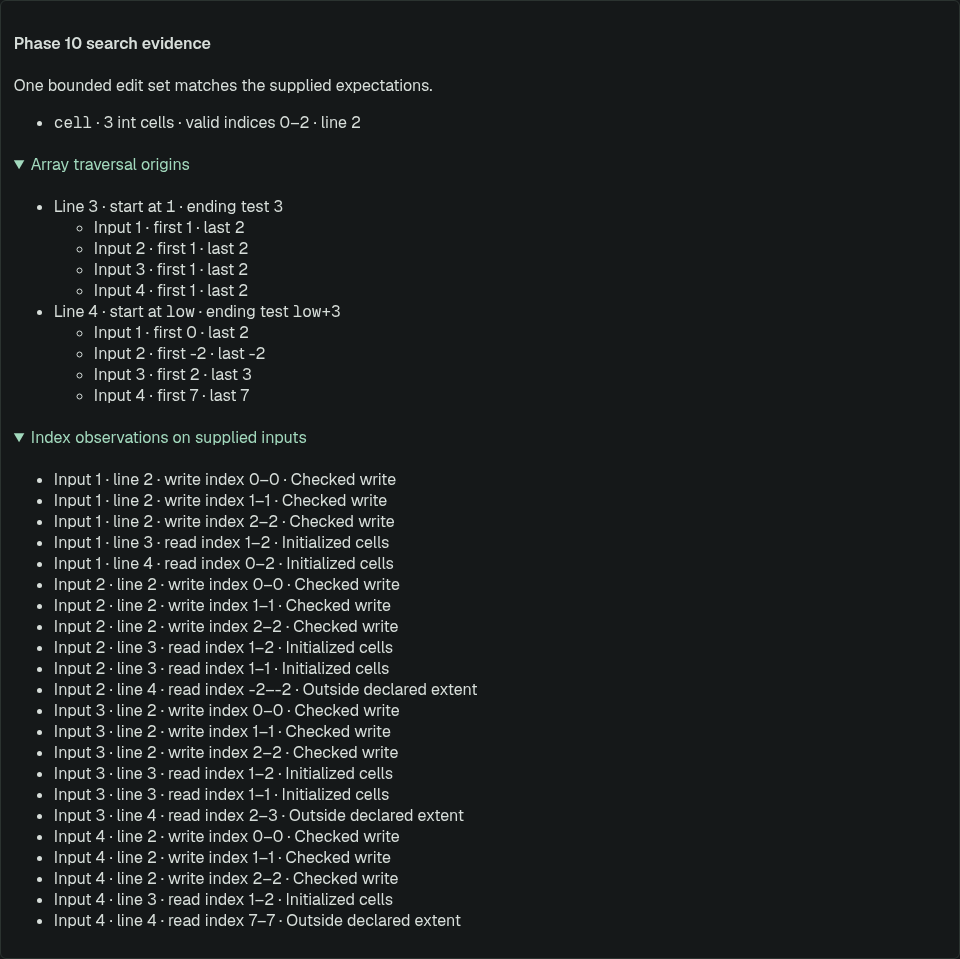 Phase 10 search evidence
One bounded edit set matches the supplied expectations.
• cell · 3 int cells · valid indices 0–2 · line 2
▼ Array traversal origins
• Line 3 · start at 1 · ending test 3
◦ Input 1 · first 1 · last 2
◦ Input 2 · first 1 · last 2
◦ Input 3 · first 1 · last 2
◦ Input 4 · first 1 · last 2
• Line 4 · start at low · ending test low+3
◦ Input 1 · first 0 · last 2
◦ Input 2 · first -2 · last -2
◦ Input 3 · first 2 · last 3
◦ Input 4 · first 7 · last 7
▼ Index observations on supplied inputs
• Input 1 · line 2 · write index 0–0 · Checked write
• Input 1 · line 2 · write index 1–1 · Checked write
• Input 1 · line 2 · write index 2–2 · Checked write
• Input 1 · line 3 · read index 1–2 · Initialized cells
• Input 1 · line 4 · read index 0–2 · Initialized cells
• Input 2 · line 2 · write index 0–0 · Checked write
• Input 2 · line 2 · write index 1–1 · Checked write
• Input 2 · line 2 · write index 2–2 · Checked write
• Input 2 · line 3 · read index 1–2 · Initialized cells
• Input 2 · line 3 · read index 1–1 · Initialized cells
• Input 2 · line 4 · read index -2–-2 · Outside declared extent
• Input 3 · line 2 · write index 0–0 · Checked write
• Input 3 · line 2 · write index 1–1 · Checked write
• Input 3 · line 2 · write index 2–2 · Checked write
• Input 3 · line 3 · read index 1–2 · Initialized cells
• Input 3 · line 3 · read index 1–1 · Initialized cells
• Input 3 · line 4 · read index 2–3 · Outside declared extent
• Input 4 · line 2 · write index 0–0 · Checked write
• Input 4 · line 2 · write index 1–1 · Checked write
• Input 4 · line 2 · write index 2–2 · Checked write
• Input 4 · line 3 · read index 1–2 · Initialized cells
• Input 4 · line 4 · read index 7–7 · Outside declared extent